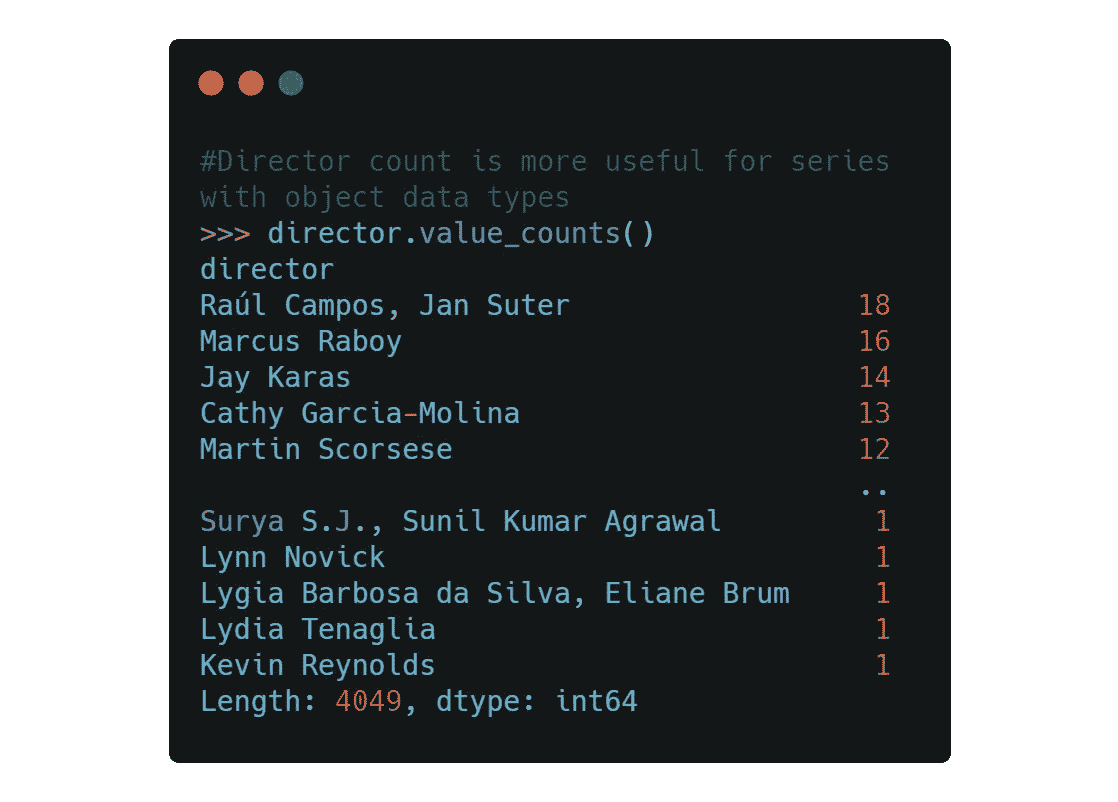 #Director count is more useful for series
with object data types
>>> director.value_counts()
director
Raúl Campos, Jan Suter 18
Marcus Raboy 16
Jay Karas 14
Cathy Garcia-Molina 13
Martin Scorsese 12
..
Surya S.J., Sunil Kumar Agrawal 1
Lynn Novick 1
Lygia Barbosa da Silva, Eliane Brum 1
Lydia Tenaglia 1
Kevin Reynolds 1
Length: 4049, dtype: int64